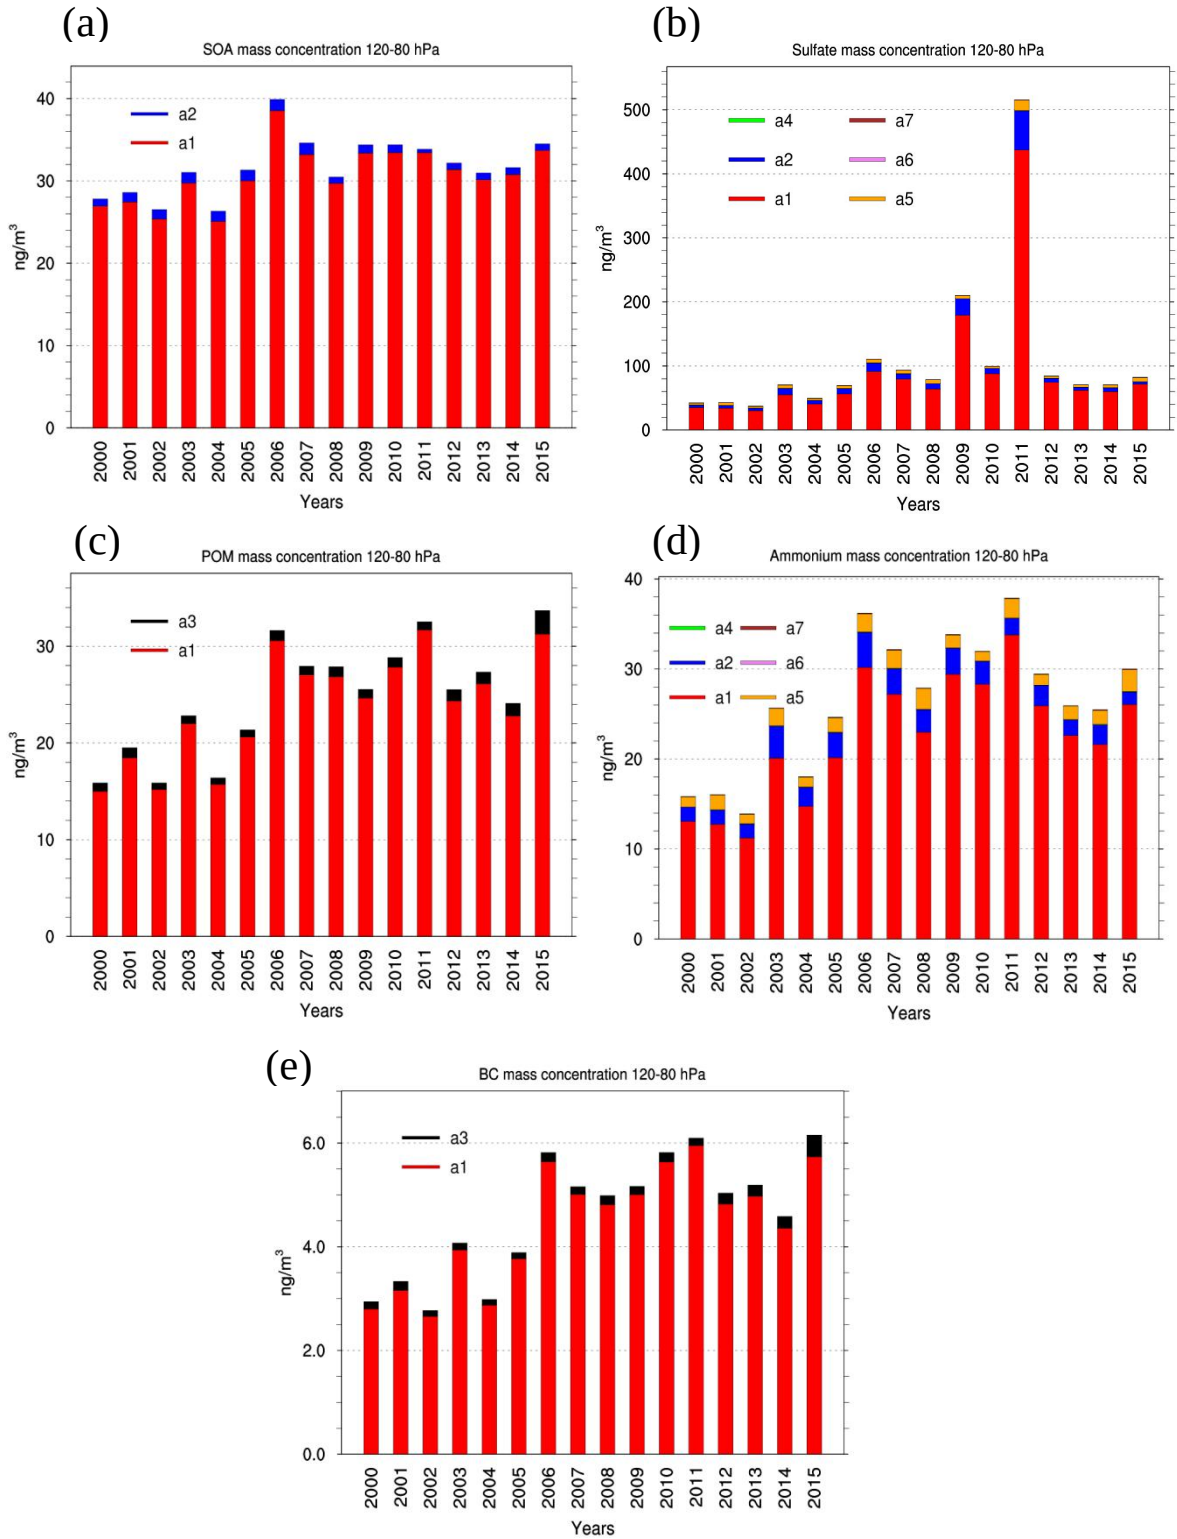 (a)
SOA mass concentration 120-80 hPa
40
30
20
10
0
ng/m³
a2
a1
2000 2001 2002 2003 2004 2005 2006 2007 2008 2009 2010 2011 2012 2013 2014 2015
Years
(b)
Sulfate mass concentration 120-80 hPa
500
400
300
200
100
0
ng/m³
a4 a7
a2 a6
a1 a5
2000 2001 2002 2003 2004 2005 2006 2007 2008 2009 2010 2011 2012 2013 2014 2015
Years
(c)
POM mass concentration 120-80 hPa
30
20
10
0
ng/m³
a3
a1
2000 2001 2002 2003 2004 2005 2006 2007 2008 2009 2010 2011 2012 2013 2014 2015
Years
(d)
Ammonium mass concentration 120-80 hPa
40
30
20
10
0
ng/m³
a4 a7
a2 a6
a1 a5
2000 2001 2002 2003 2004 2005 2006 2007 2008 2009 2010 2011 2012 2013 2014 2015
Years
(e)
BC mass concentration 120-80 hPa
6.0
4.0
2.0
0.0
ng/m³
a3
a1
2000 2001 2002 2003 2004 2005 2006 2007 2008 2009 2010 2011 2012 2013 2014 2015
Years